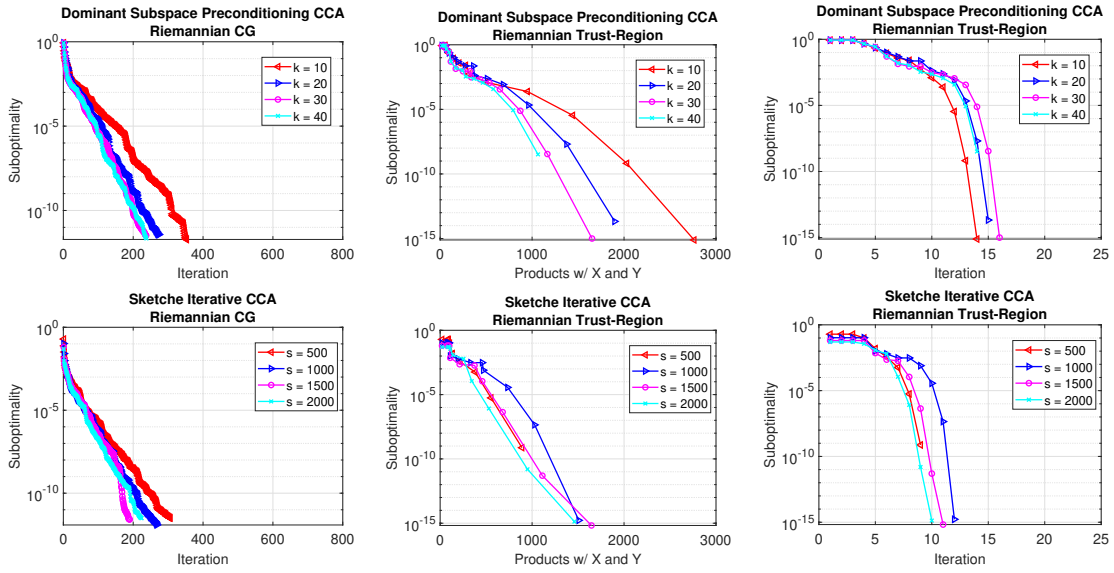 Dominant Subspace Preconditioning CCA
Riemannian CG
Suboptimality
10^0
10^-5
10^-10
0
200
400
600
800
Iteration
k = 10
k = 20
k = 30
k = 40
Dominant Subspace Preconditioning CCA
Riemannian Trust-Region
Suboptimality
10^0
10^-5
10^-10
10^-15
0
1000
2000
3000
Products w/ X and Y
k = 10
k = 20
k = 30
k = 40
Dominant Subspace Preconditioning CCA
Riemannian Trust-Region
Suboptimality
10^0
10^-5
10^-10
10^-15
0
5
10
15
20
25
Iteration
k = 10
k = 20
k = 30
k = 40
Sketche Iterative CCA
Riemannian CG
Suboptimality
10^0
10^-5
10^-10
0
200
400
600
800
Iteration
s = 500
s = 1000
s = 1500
s = 2000
Sketche Iterative CCA
Riemannian Trust-Region
Suboptimality
10^0
10^-5
10^-10
10^-15
0
1000
2000
3000
Products w/ X and Y
s = 500
s = 1000
s = 1500
s = 2000
Sketche Iterative CCA
Riemannian Trust-Region
Suboptimality
10^0
10^-5
10^-10
10^-15
0
5
10
15
20
25
Iteration
s = 500
s = 1000
s = 1500
s = 2000